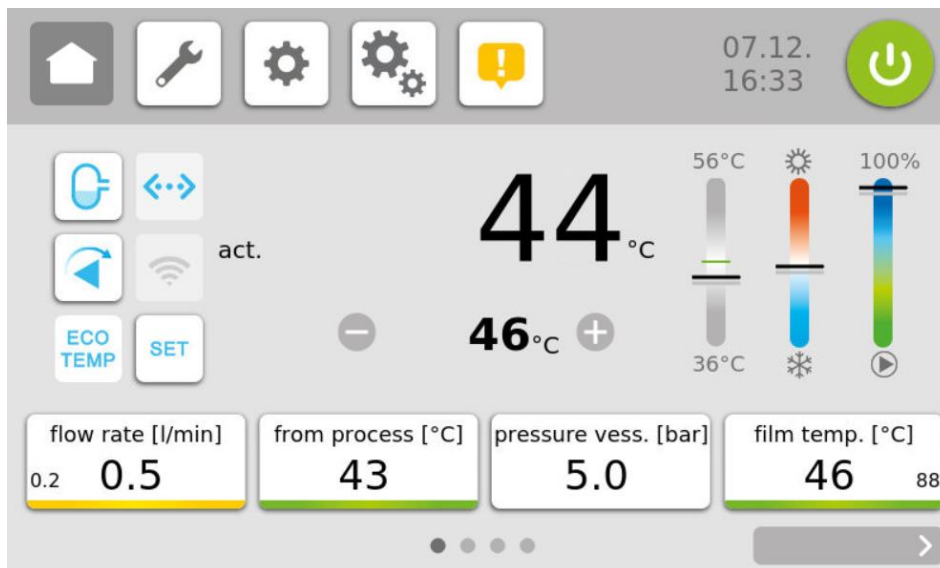 07.12.
16:33
56°C
100%
act.
44 °C
ECO
TEMP
SET
46 °C
36°C
flow rate [l/min]
0.2 0.5
from process [°C]
43
pressure vess. [bar]
5.0
film temp. [°C]
46 88